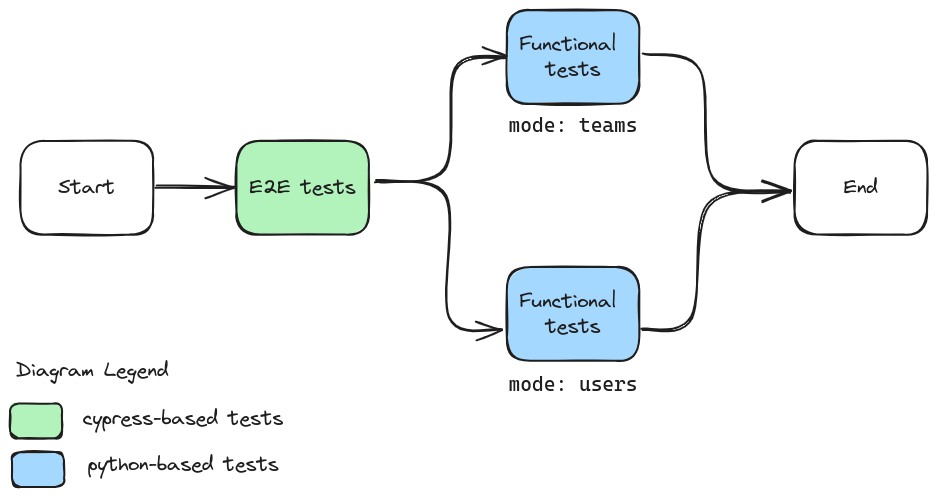 Functional
tests
mode: teams
Start
E2E tests
End
Functional
tests
mode: users
Diagram Legend
cypress-based tests
python-based tests